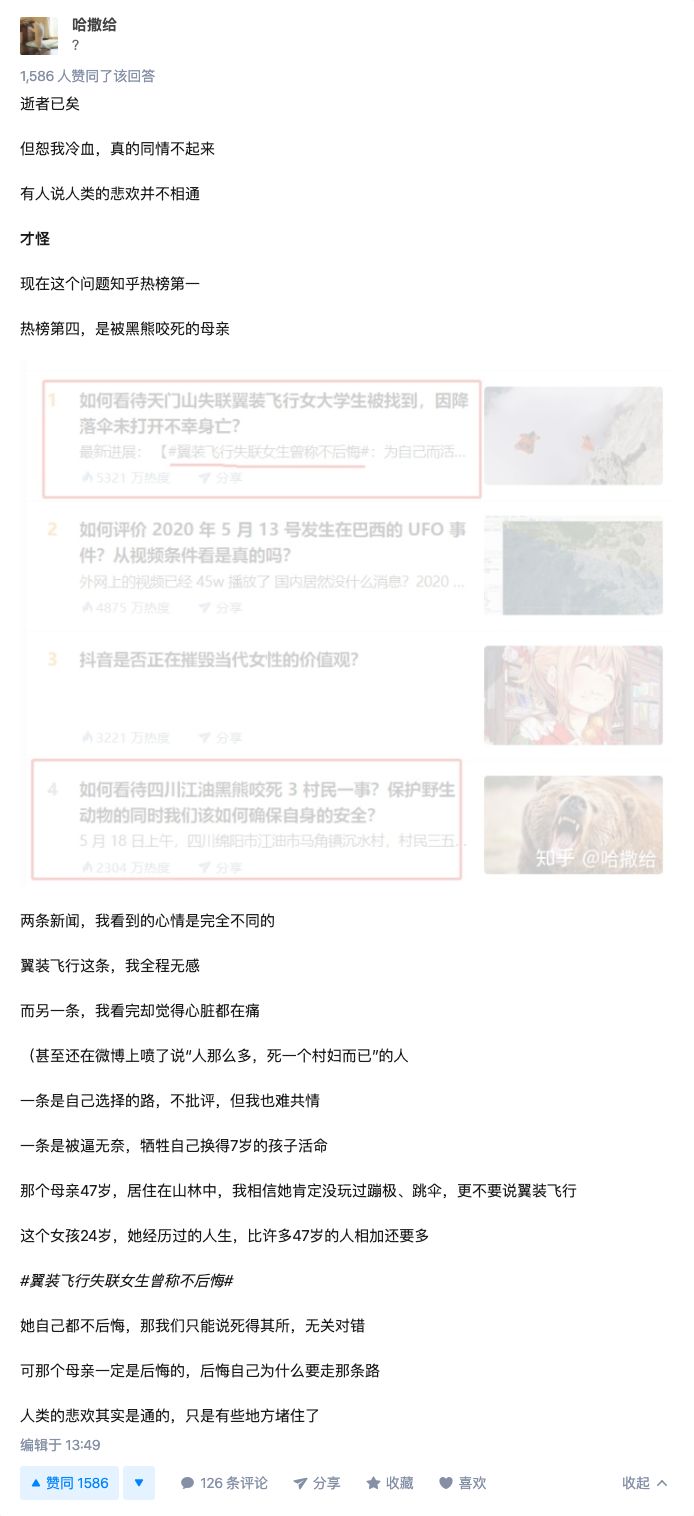 哈撒给
?
1,586 人赞同了该回答
逝者已矣
但恕我冷血，真的同情不起来
有人说人类的悲欢并不相通
才怪
现在这个问题知乎热榜第一
热榜第四，是被黑熊咬死的母亲
1 如何看待天门山失联翼装飞行女大学生被找到，因降
落伞未打开不幸身亡？
最新进展：【#翼装飞行失联女生曾称不后悔#：为自己而活...
5321 万热度 分享
2 如何评价 2020 年 5 月 13 号发生在巴西的 UFO 事
件？从视频条件看是真的吗？
外网上的视频已经 45w 播放了 国内居然没什么消息？2020 ...
4875 万热度 分享
3 抖音是否正在摧毁当代女性的价值观？
3221 万热度 分享
4 如何看待四川江油黑熊咬死 3 村民一事？保护野生
动物的同时我们该如何确保自身的安全？
5 月 18 日上午，四川绵阳市江油市马角镇沉水村，村民三五...
2304 万热度 分享
知乎 @哈撒给
两条新闻，我看到的心情是完全不同的
翼装飞行这条，我全程无感
而另一条，我看完却觉得心脏都在痛
（甚至还在微博上喷了说“人那么多，死一个村妇而已”的人
一条是自己选择的路，不批评，但我也难共情
一条是被逼无奈，牺牲自己换得7岁的孩子活命
那个母亲47岁，居住在山林中，我相信她肯定没玩过蹦极、跳伞，更不要说翼装飞行
这个女孩24岁，她经历过的人生，比许多47岁的人相加还要多
#翼装飞行失联女生曾称不后悔#
她自己都不后悔，那我们只能说死得其所，无关对错
可那个母亲一定是后悔的，后悔自己为什么要走那条路
人类的悲欢其实是通的，只是有些地方堵住了
编辑于 13:49
赞同 1586 126 条评论 分享 收藏 喜欢 收起